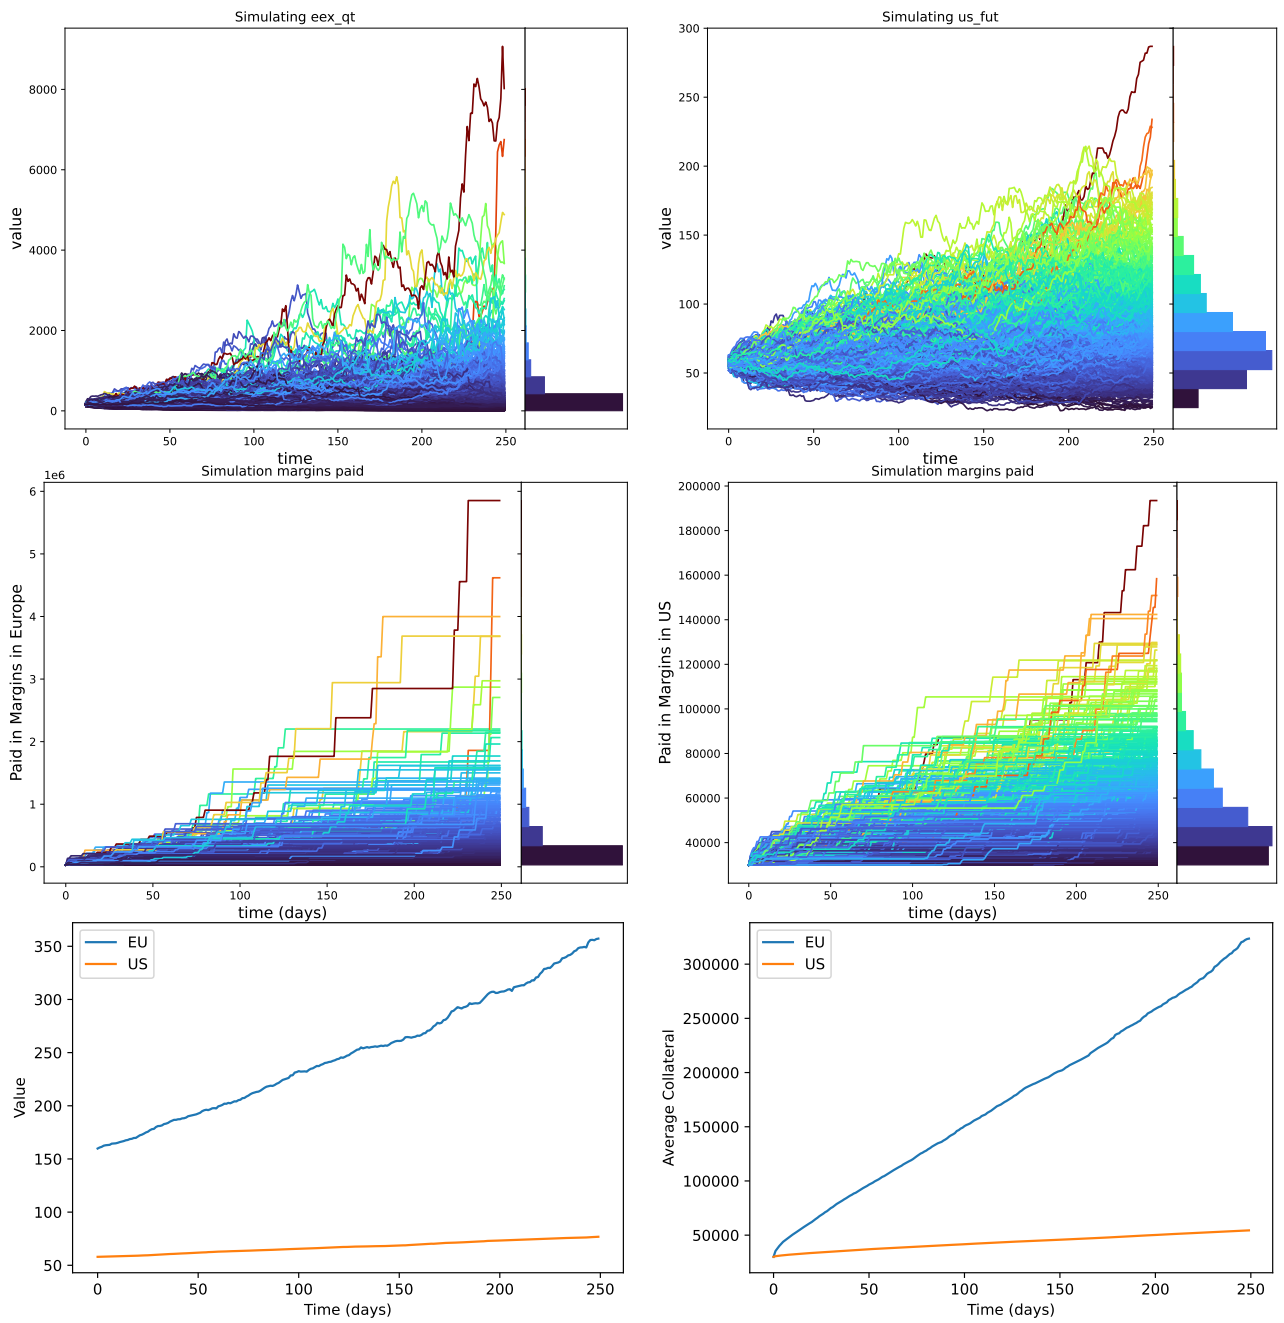 Simulating eex_qt
value
8000
6000
4000
2000
0
0 50 100 150 200 250
time
Simulating us_fut
value
300
250
200
150
100
50
0 50 100 150 200 250
time
Simulation margins paid
1e6
Paid in Margins in Europe
6
5
4
3
2
1
0
0 50 100 150 200 250
time (days)
Simulation margins paid
Paid in Margins in US
200000
180000
160000
140000
120000
100000
80000
60000
40000
0 50 100 150 200 250
time (days)
EU
US
Value
350
300
250
200
150
100
50
0 50 100 150 200 250
Time (days)
EU
US
Average Collateral
300000
250000
200000
150000
100000
50000
0 50 100 150 200 250
Time (days)